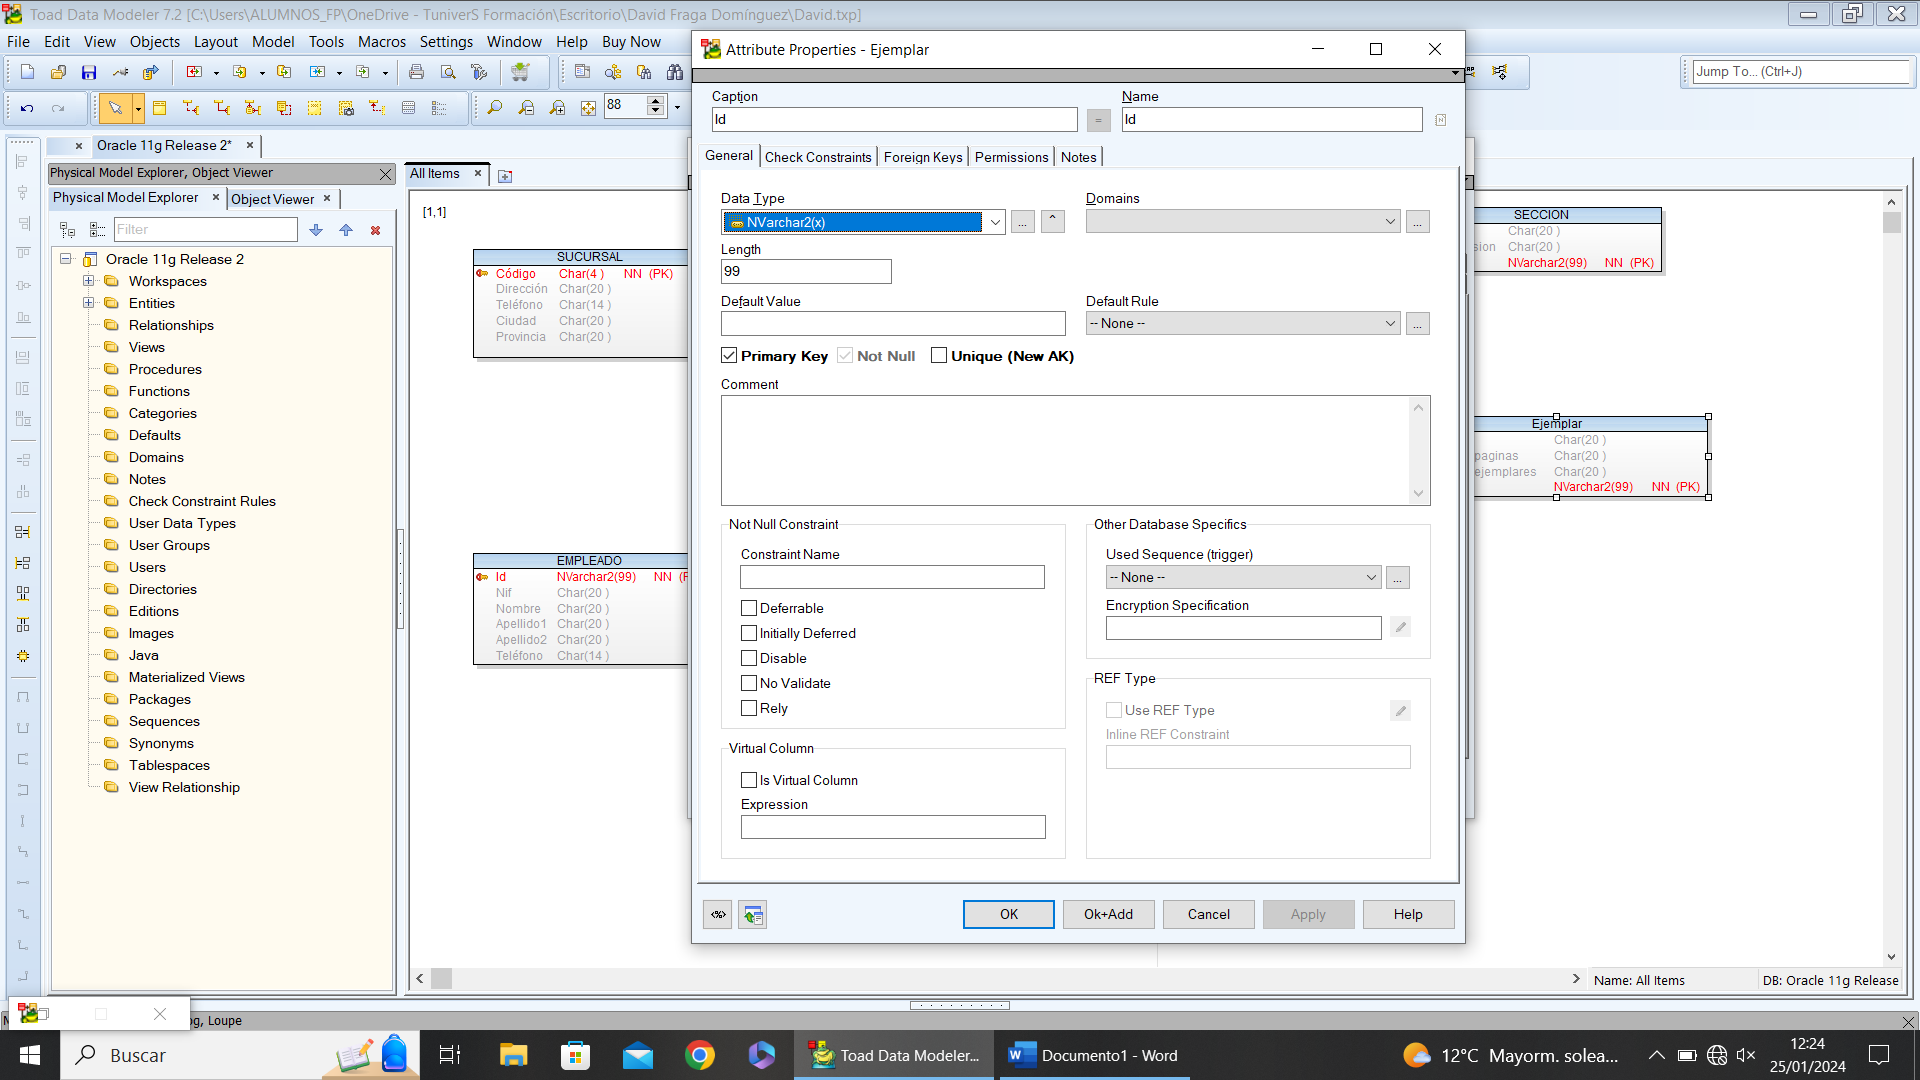 Toad Data Modeler 7.2 [C:\Users\ALUMNOS_FP\OneDrive - TuniverS Formación\Escritorio\David Fraga Domínguez\David.txp]
File Edit View Objects Layout Model Tools Macros Settings Window Help Buy Now
Jump To... (Ctrl+J)
88
Oracle 11g Release 2*
Physical Model Explorer, Object Viewer
Physical Model Explorer
Object Viewer
Filter
Oracle 11g Release 2
Workspaces
Entities
Relationships
Views
Procedures
Functions
Categories
Defaults
Domains
Notes
Check Constraint Rules
User Data Types
User Groups
Users
Directories
Editions
Images
Java
Materialized Views
Packages
Sequences
Synonyms
Tablespaces
View Relationship
All Items
[1,1]
SUCURSAL
Código Char(4 ) NN (PK)
Dirección Char(20 )
Teléfono Char(14 )
Ciudad Char(20 )
Provincia Char(20 )
EMPLEADO
Id NVarchar2(99) NN (P
Nif Char(20 )
Nombre Char(20 )
Apellido1 Char(20 )
Apellido2 Char(20 )
Teléfono Char(14 )
Attribute Properties - Ejemplar
Caption
Id
=
Name
Id
General Check Constraints Foreign Keys Permissions Notes
Data Type
NVarchar2(x)
...
^
Domains
...
Length
99
Default Value
Default Rule
-- None --
...
Primary Key Not Null Unique (New AK)
Comment
Not Null Constraint
Constraint Name
Deferrable
Initially Deferred
Disable
No Validate
Rely
Virtual Column
Is Virtual Column
Expression
Other Database Specifics
Used Sequence (trigger)
-- None --
...
Encryption Specification
REF Type
Use REF Type
Inline REF Constraint
<%>
OK Ok+Add Cancel Apply Help
SECCION
Char(20 )
sion Char(20 )
NVarchar2(99) NN (PK)
Ejemplar
Char(20 )
paginas Char(20 )
ejemplares Char(20 )
NVarchar2(99) NN (PK)
Name: All Items
DB: Oracle 11g Release
og, Loupe
Buscar
Toad Data Modeler...
Documento1 - Word
12°C Mayorm. solea...
12:24
25/01/2024